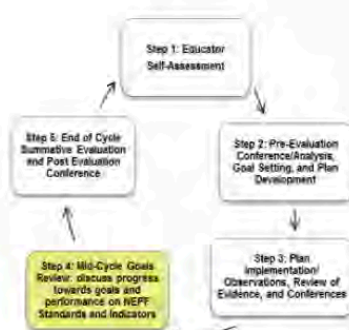 Step 1: Educator
Self-Assessment
Step 2: Pre-Evaluation
Conference/Analysis,
Goal Setting, and Plan
Development
Step 3: Plan
Implementation/
Observations, Review of
Evidence, and Conferences
Step 4: Mid-Cycle Goals
Review: discuss progress
towards goals and
performance on NEPF
Standards and Indicators
Step 5: End of Cycle
Summative Evaluation
and Post Evaluation
Conference